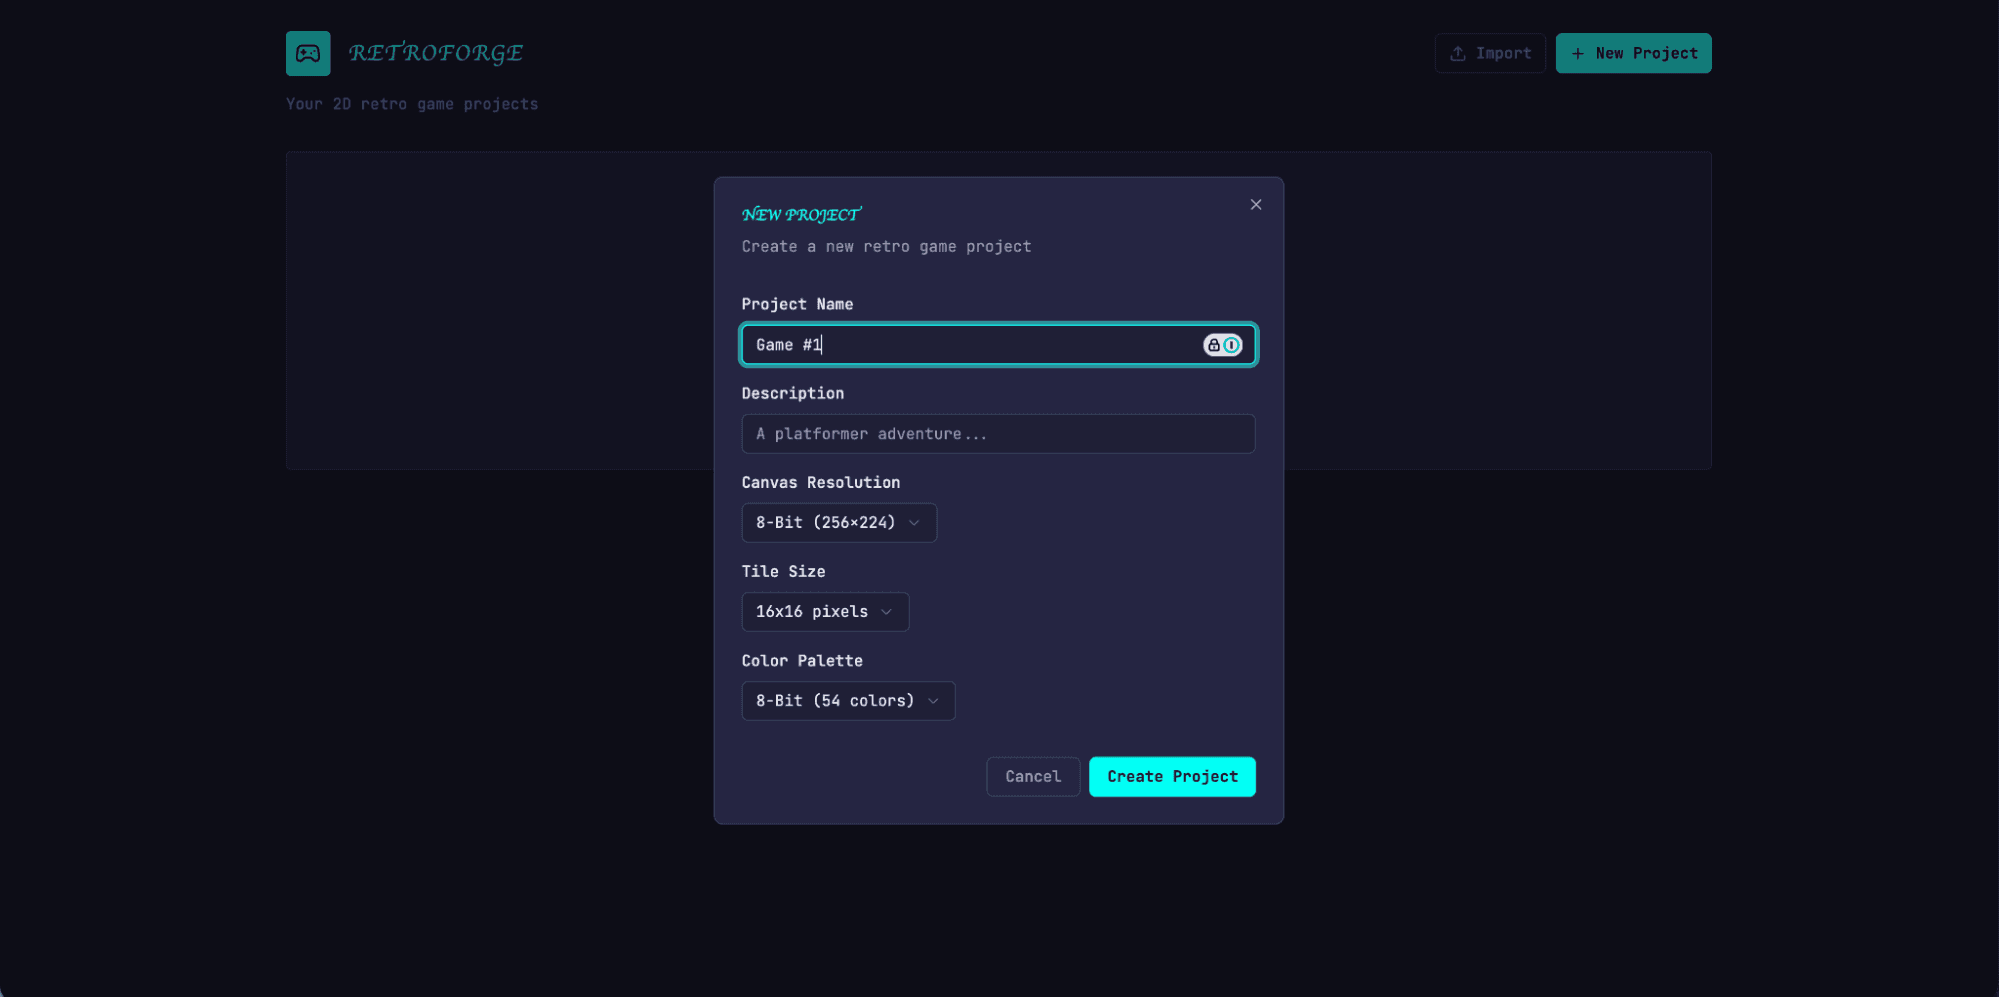 RETROFORGE
Import
+ New Project
Your 2D retro game projects
NEW PROJECT
Create a new retro game project
Project Name
Game #1
Description
A platformer adventure...
Canvas Resolution
8-Bit (256×224)
Tile Size
16x16 pixels
Color Palette
8-Bit (54 colors)
Cancel
Create Project